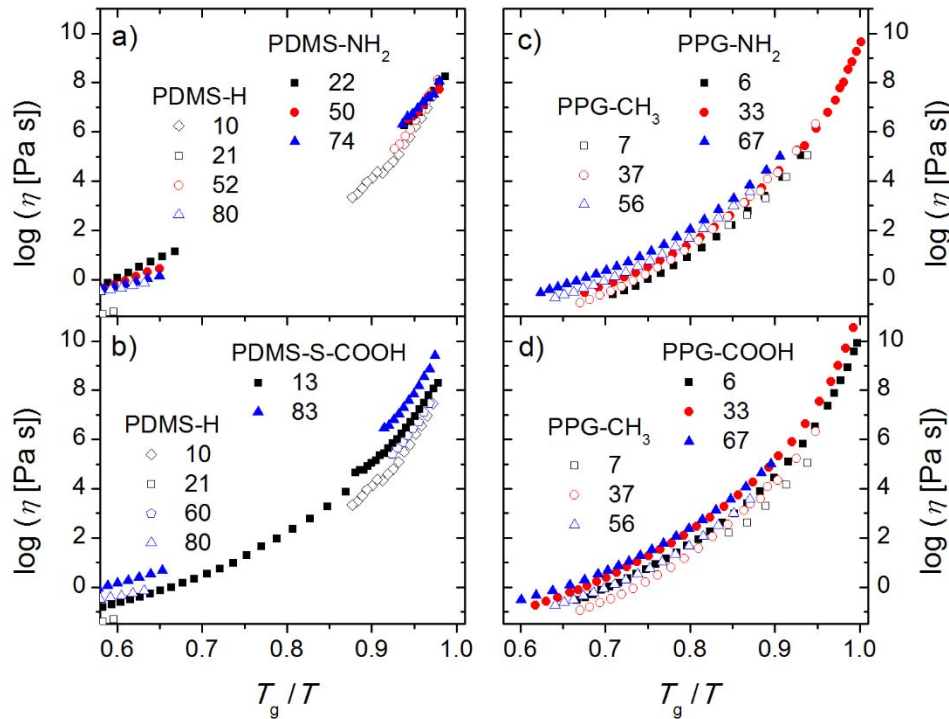 a)
PDMS-NH₂
22
50
74
PDMS-H
10
21
52
80
log (η [Pa s])
10
8
6
4
2
0
c)
PPG-NH₂
6
33
67
PPG-CH₃
7
37
56
10
8
6
4
2
0
log (η [Pa s])
b)
PDMS-S-COOH
13
83
PDMS-H
10
21
60
80
log (η [Pa s])
10
8
6
4
2
0
0.6 0.7 0.8 0.9 1.0
T_g / T
d)
PPG-COOH
6
33
67
PPG-CH₃
7
37
56
10
8
6
4
2
0
log (η [Pa s])
0.6 0.7 0.8 0.9 1.0
T_g / T